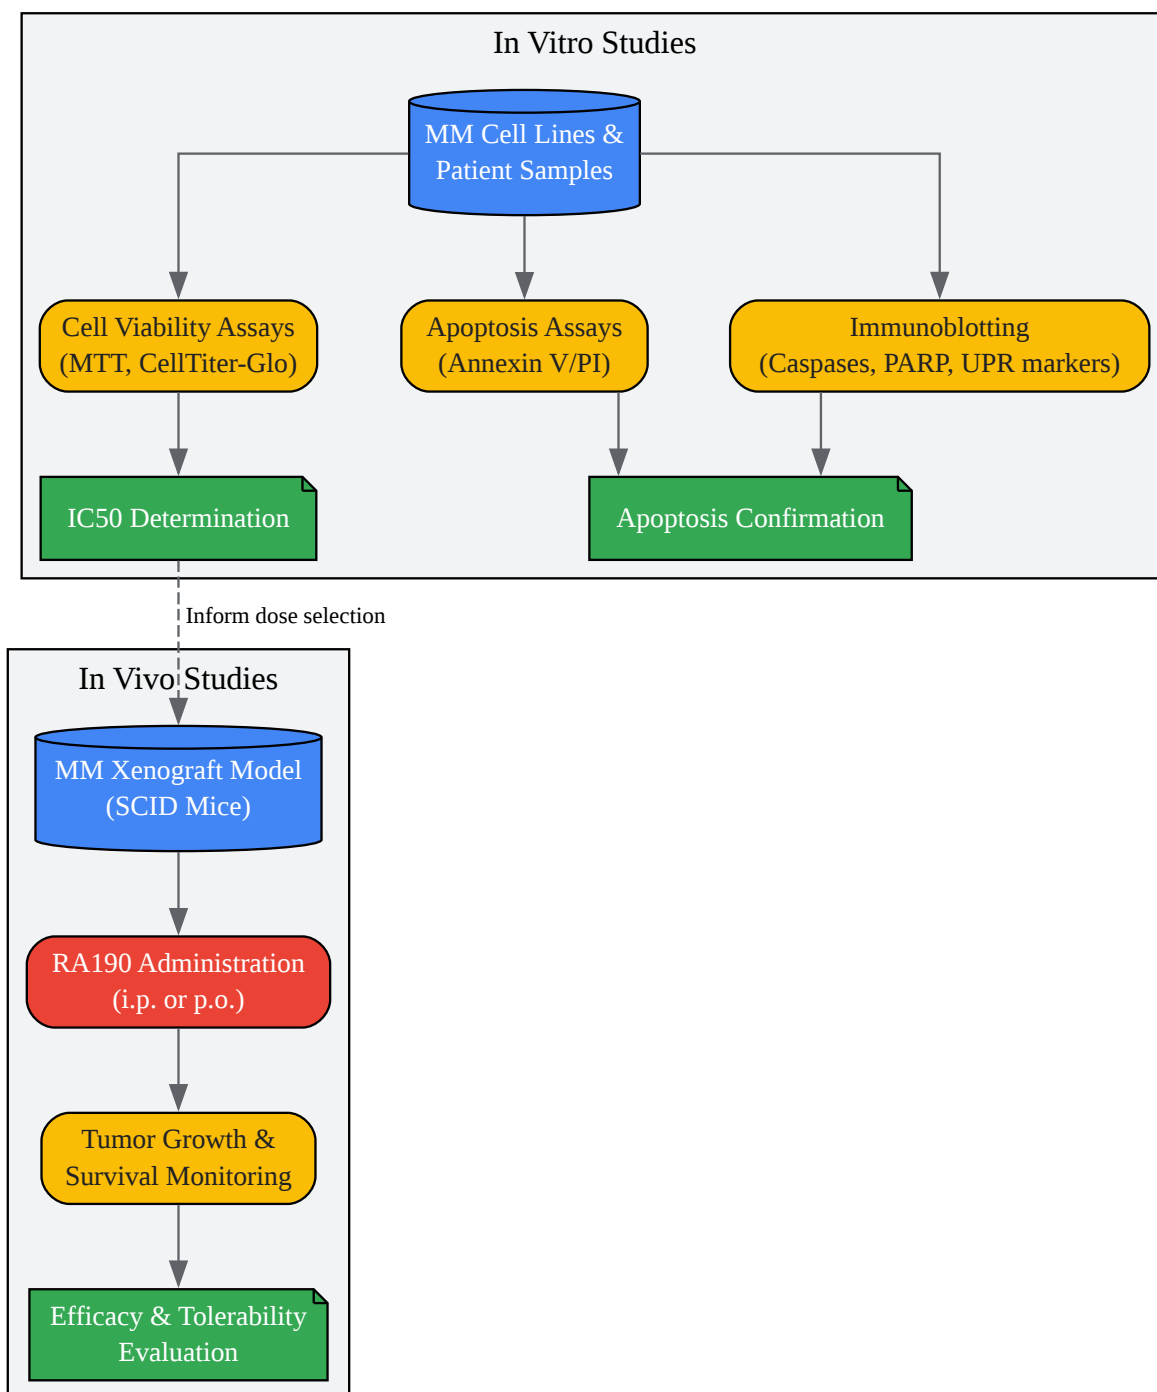 In Vitro Studies
MM Cell Lines &
Patient Samples
Cell Viability Assays
(MTT, CellTiter-Glo)
Apoptosis Assays
(Annexin V/PI)
Immunoblotting
(Caspases, PARP, UPR markers)
IC50 Determination
Apoptosis Confirmation
Inform dose selection
In Vivo Studies
MM Xenograft Model
(SCID Mice)
RA190 Administration
(i.p. or p.o.)
Tumor Growth &
Survival Monitoring
Efficacy & Tolerability
Evaluation